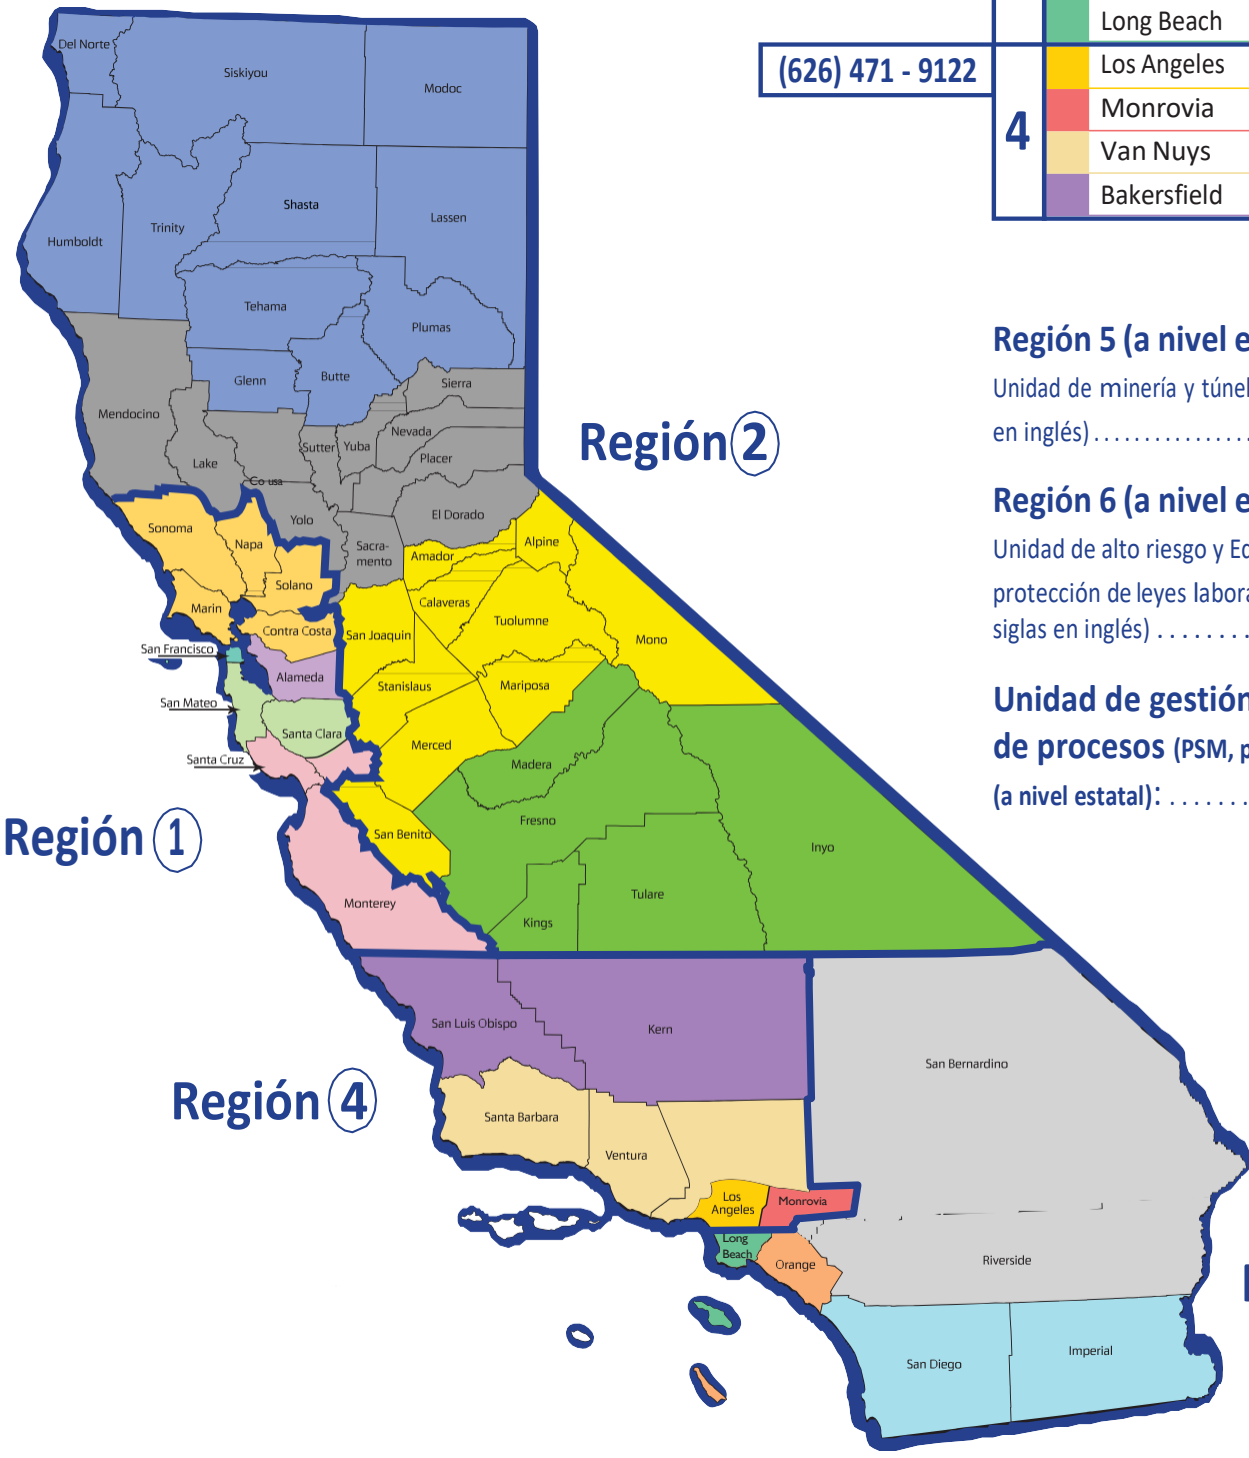 Long Beach
(626) 471 - 9122
4
Los Angeles
Monrovia
Van Nuys
Bakersfield
Región 5 (a nivel e
Unidad de minería y túnel
en inglés) . . . . . . . . . . . . . . . .
Región 6 (a nivel e
Unidad de alto riesgo y Ec
protección de leyes labora
siglas en inglés) . . . . . . . . .
Unidad de gestión
de procesos (PSM, p
(a nivel estatal): . . . . . . . .
Del Norte
Siskiyou
Modoc
Shasta
Lassen
Humboldt
Trinity
Tehama
Plumas
Glenn
Butte
Sierra
Mendocino
Nevada
Región 2
Sutter
Yuba
Placer
Lake
Co usa
El Dorado
Yolo
Sonoma
Napa
Sacra-
mento
Amador
Alpine
Solano
Calaveras
Marin
Tuolumne
Contra Costa
San Joaquin
Mono
San Francisco
Alameda
Stanislaus
Mariposa
San Mateo
Santa Clara
Merced
Santa Cruz
Madera
Región 1
San Benito
Fresno
Inyo
Monterey
Tulare
Kings
San Luis Obispo
Kern
San Bernardino
Región 4
Santa Barbara
Ventura
Los
Angeles
Monrovia
Long
Beach
Orange
Riverside
San Diego
Imperial